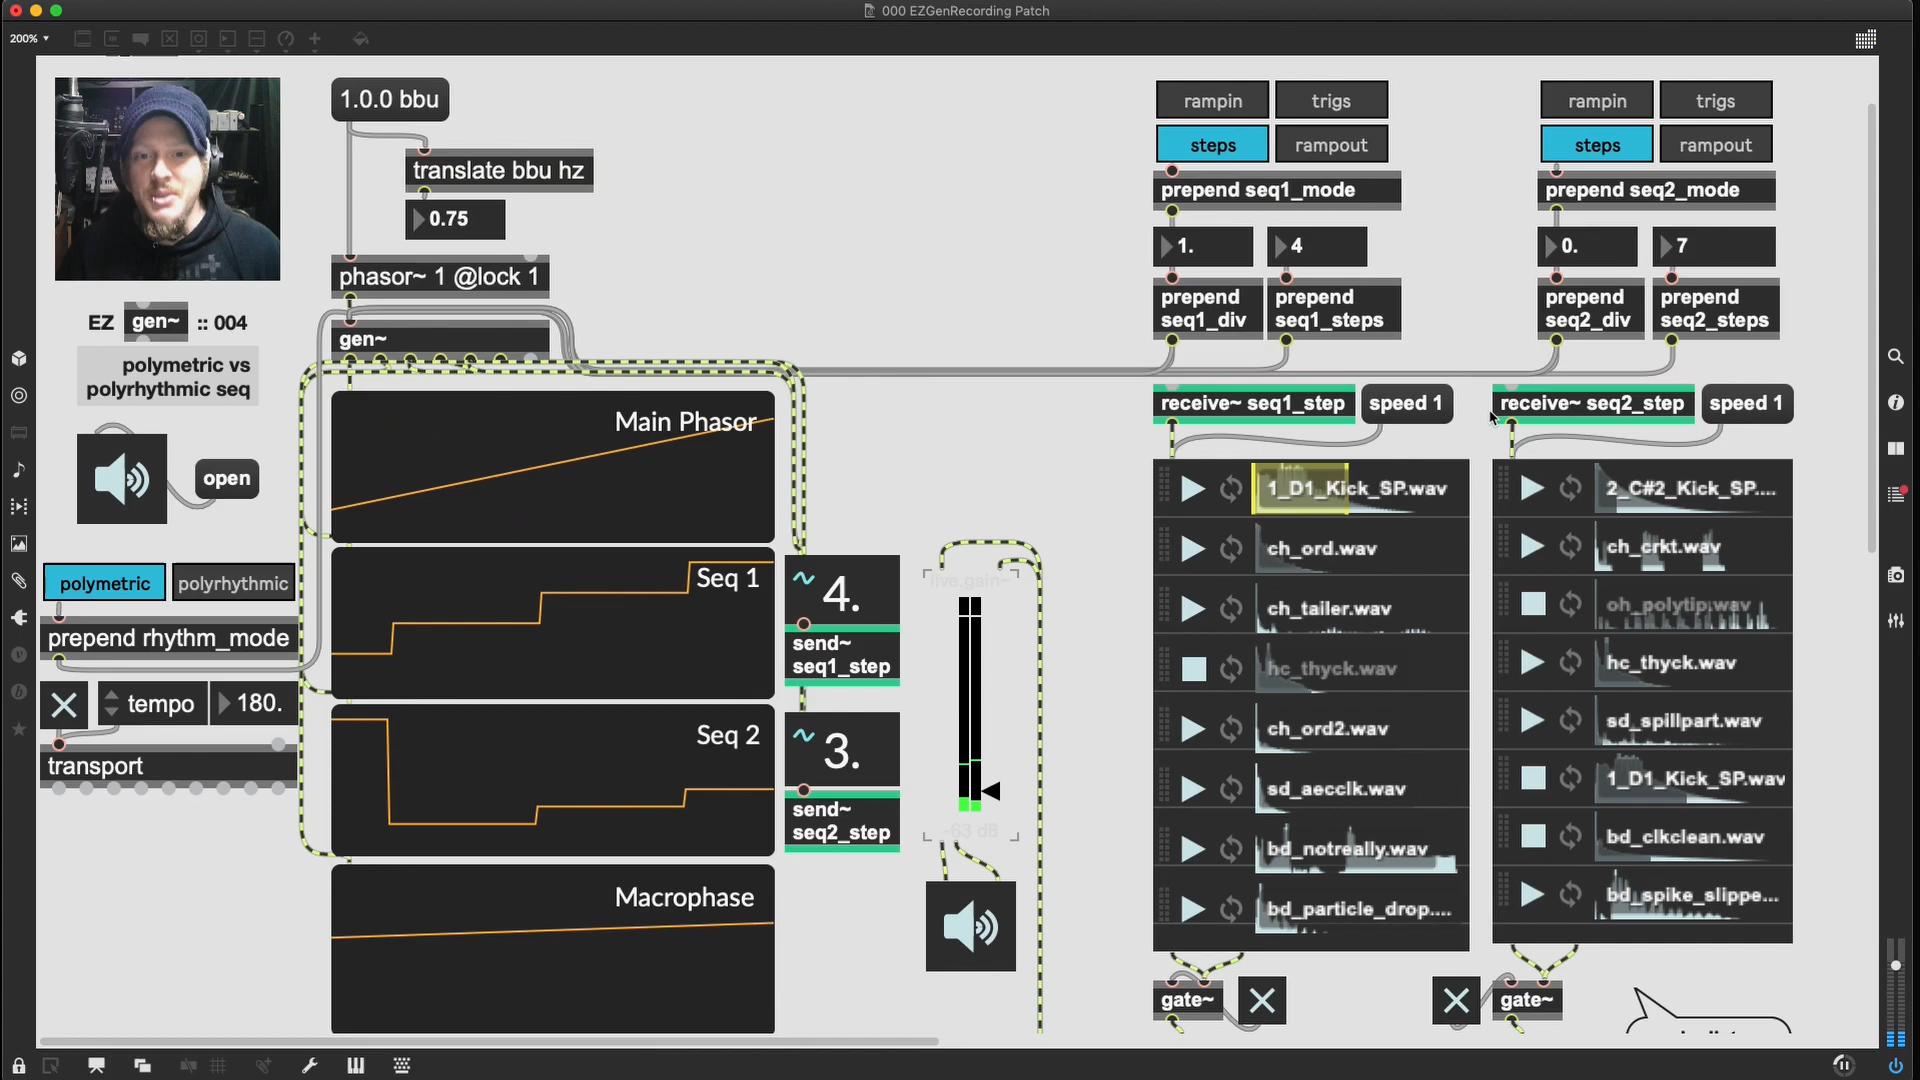 000 EZGenRecording Patch
200%
1.0.0 bbu
translate bbu hz
0.75
phasor~ 1 @lock 1
gen~
EZ gen~ :: 004
polymetric vs
polyrhythmic seq
open
polymetric
polyrhythmic
prepend rhythm_mode
tempo
180.
transport
Main Phasor
Seq 1
Seq 2
Macrophase
4.
send~
seq1_step
3.
send~
seq2_step
live.gain~
-63 dB
rampin
trigs
steps
rampout
prepend seq1_mode
1.
4
prepend
seq1_div
prepend
seq1_steps
receive~ seq1_step
speed 1
1_D1_Kick_SP.wav
ch_ord.wav
ch_tailer.wav
hc_thyck.wav
ch_ord2.wav
sd_aecclk.wav
bd_notreally.wav
bd_particle_drop....
gate~
rampin
trigs
steps
rampout
prepend seq2_mode
0.
7
prepend
seq2_div
prepend
seq2_steps
receive~ seq2_step
speed 1
2_C#2_Kick_SP....
ch_crkt.wav
oh_polytip.wav
hc_thyck.wav
sd_spillpart.wav
1_D1_Kick_SP.wav
bd_clkclean.wav
bd_spike_slippe...
gate~